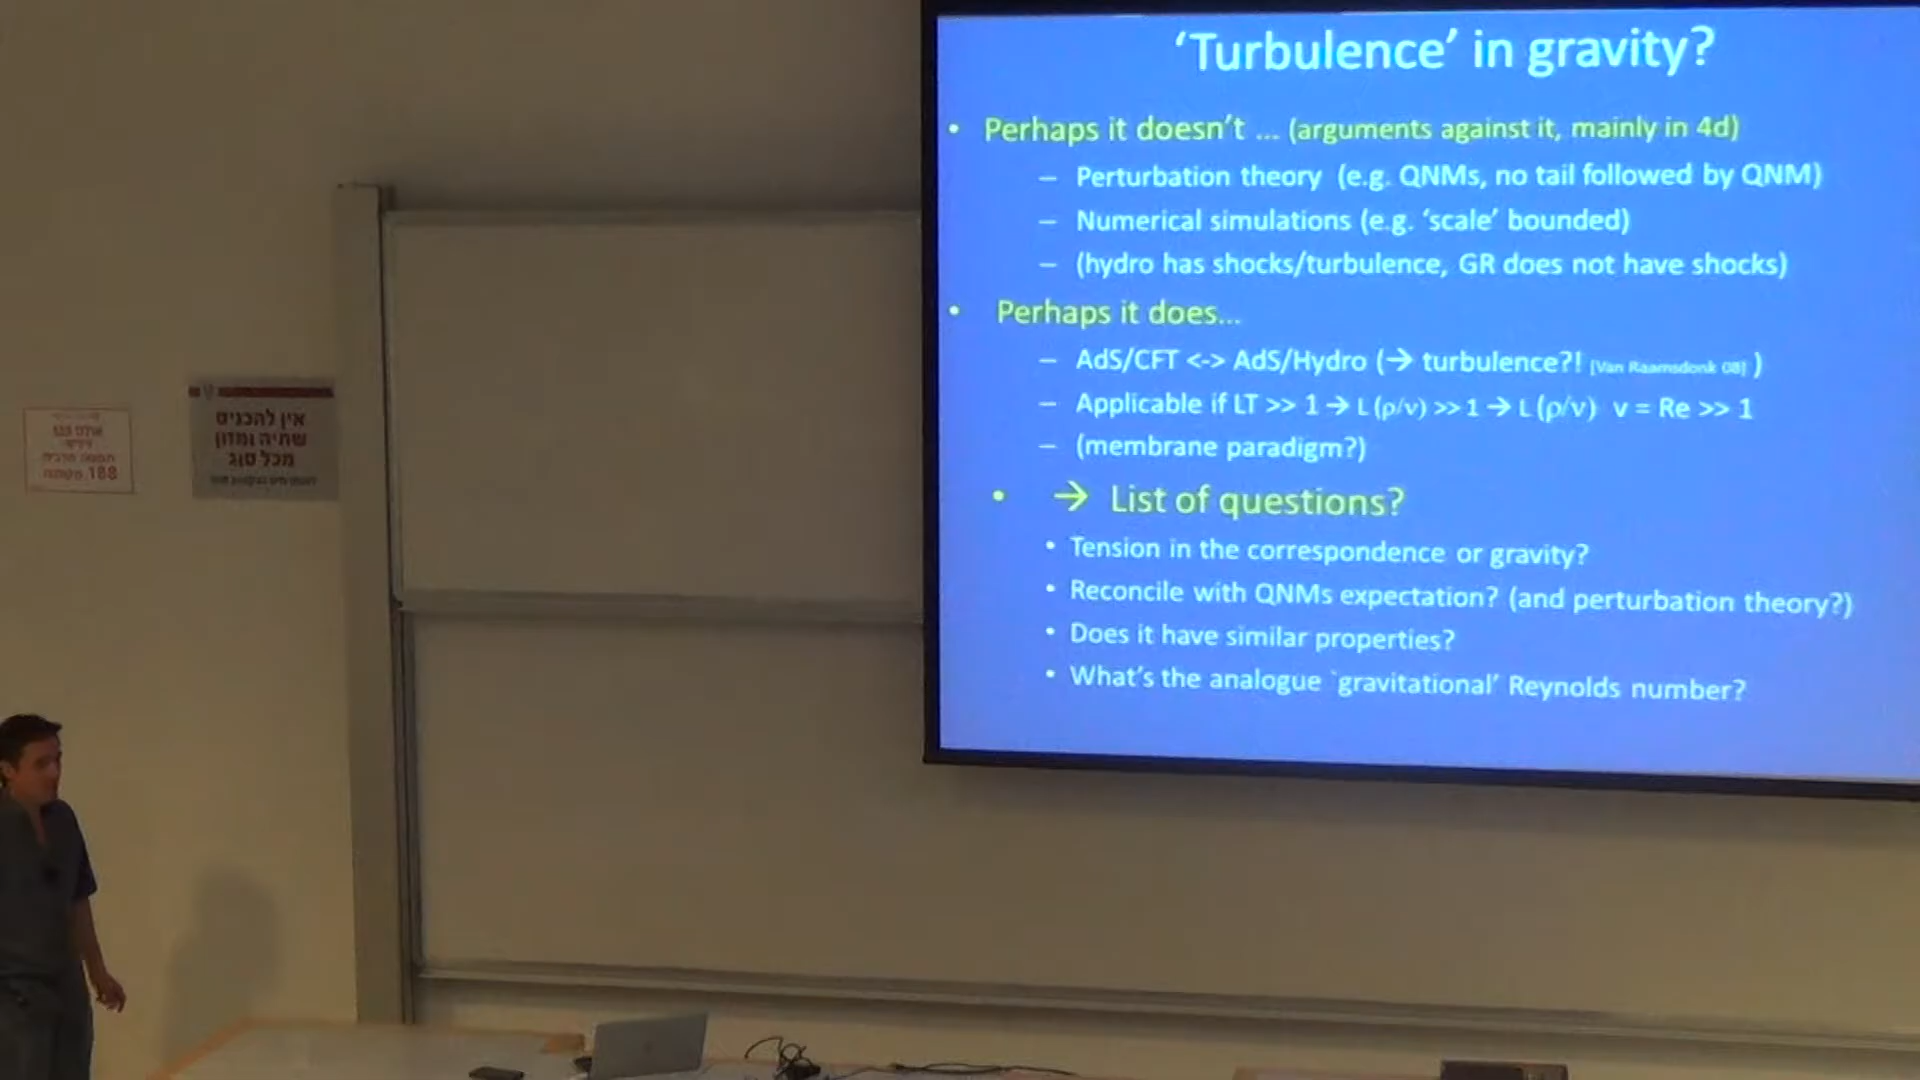 ‘Turbulence’ in gravity?
• Perhaps it doesn’t ... (arguments against it, mainly in 4d)
– Perturbation theory (e.g. QNMs, no tail followed by QNM)
– Numerical simulations (e.g. ‘scale’ bounded)
– (hydro has shocks/turbulence, GR does not have shocks)
• Perhaps it does...
– AdS/CFT <-> AdS/Hydro (→ turbulence?! [Van Raamsdonk 08] )
– Applicable if LT >> 1 → L (ρ/ν) >> 1 → L (ρ/ν) v = Re >> 1
– (membrane paradigm?)
• → List of questions?
• Tension in the correspondence or gravity?
• Reconcile with QNMs expectation? (and perturbation theory?)
• Does it have similar properties?
• What’s the analogue `gravitational’ Reynolds number?
אין להכניס
שתיה ומזון
מכל סוג
188